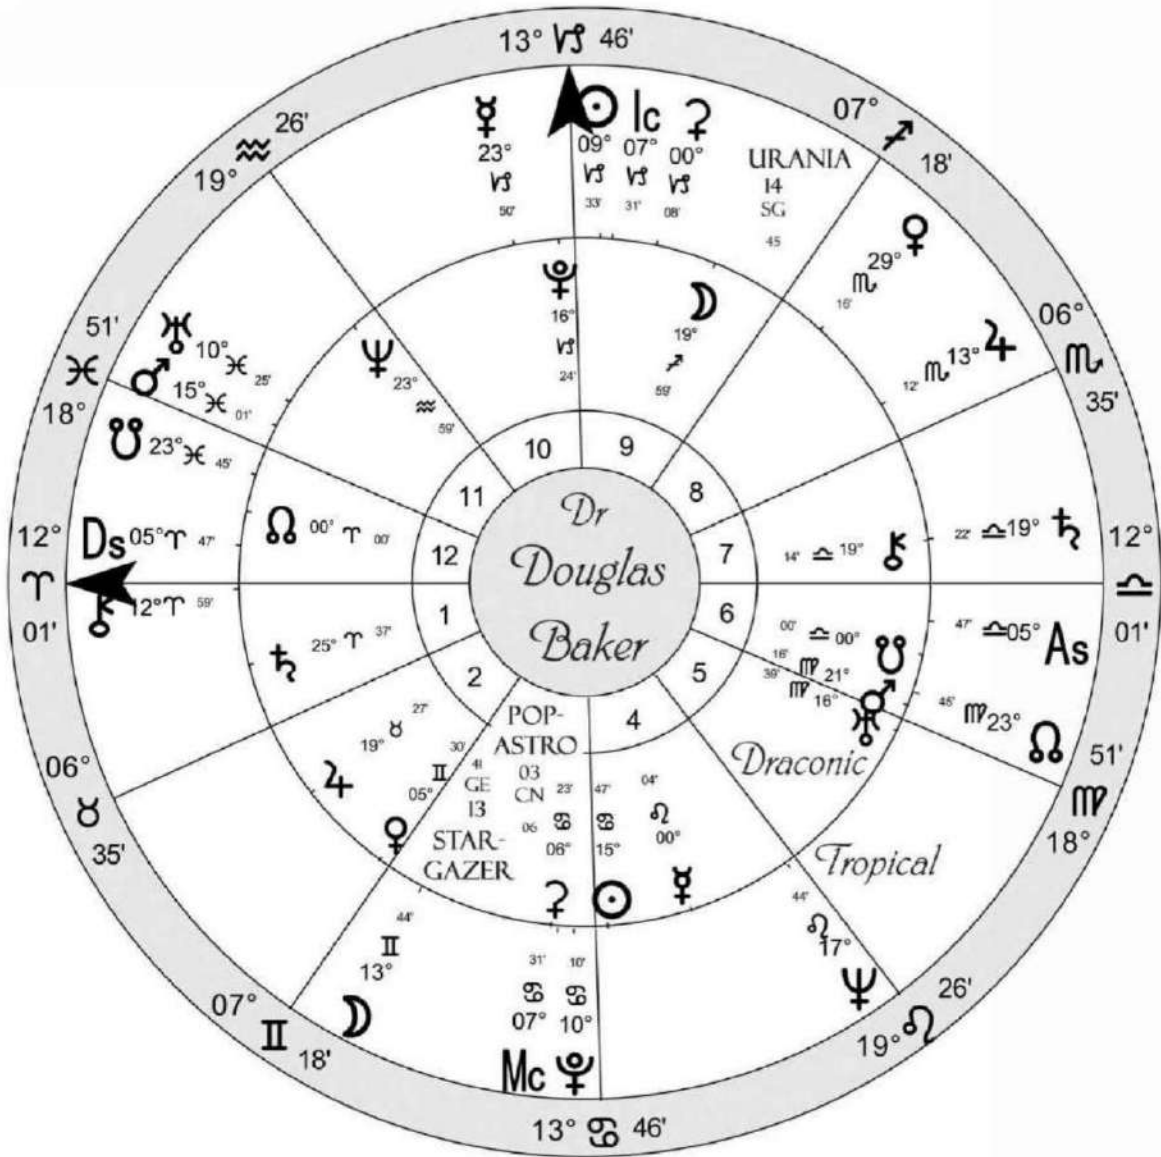 13° ♑ 46'
07° ♐ 18'
06° ♏ 35'
12° ♎ 01'
51' ♍ 18°
26' ♌ 19°
13° ♋ 46'
07° ♊ 18'
06° ♉ 35'
12° ♈ 01'
51' ♓ 18°
19° ♒ 26'
☿ 23° ♑ 50'
☉ 09° ♑ 33'
Ic 07° ♑ 31'
⚳ 00° ♑ 08'
URANIA
14
SG
45
♀ 29° ♏ 16'
♃ 13° ♏ 12'
♄ 19° ♎ 22'
As 05° ♎ 47'
☊ 23° ♍ 45'
♆ 17° ♌ 44'
♇ 10° ♋ 10'
Mc 07° ♋ 31'
☽ 13° ♊ 44'
⚷ 12° ♈ 59'
Ds 05° ♈ 47'
☋ 23° ♓ 45'
♂ 15° ♓ 01'
♅ 10° ♓ 25'
♇ 16° ♑ 24'
☽ 19° ♐ 59'
⚷ 19° ♎ 14'
☋ 00° ♎ 00'
♂ 21° ♍ 16'
♅ 16° ♍ 39'
☿ 00° ♌ 04'
☉ 15° ♋ 47'
⚳ 06° ♋ 23'
♀ 05° ♊ 30'
♃ 19° ♉ 27'
♄ 25° ♈ 37'
☊ 00' ♈ 00'
♆ 23° ♒ 59'
10
9
8
7
6
5
4
2
1
12
11
Dr
Douglas
Baker
POP-
ASTRO
03
CN
06
41
GE
13
STAR-
GAZER
Draconic
Tropical